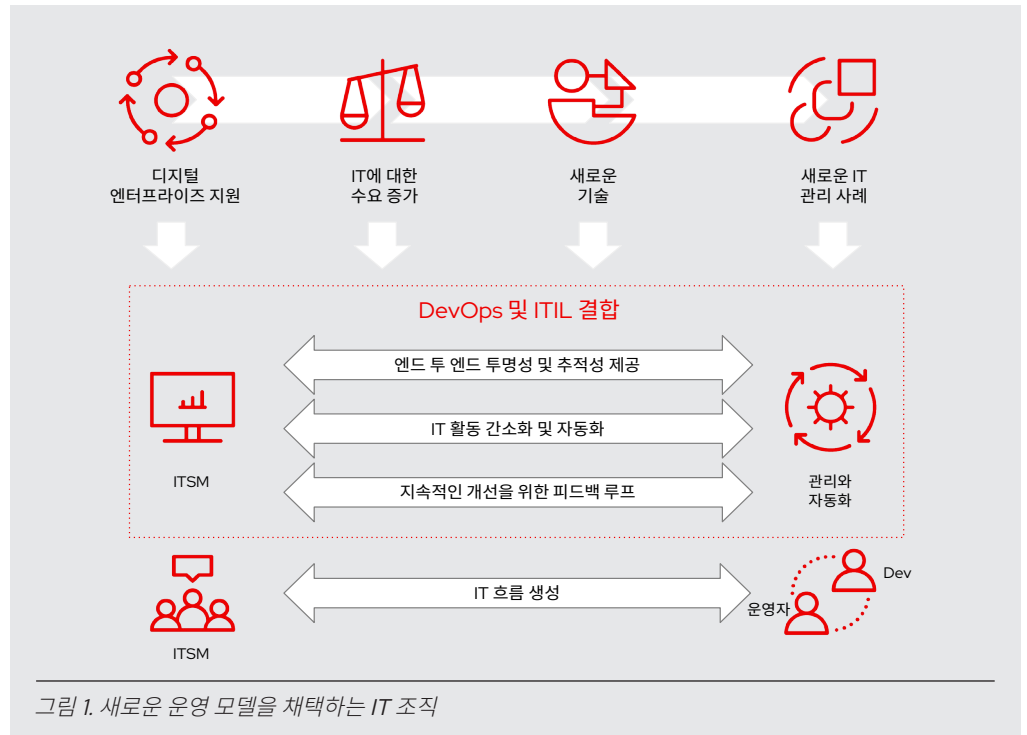 디지털
엔터프라이즈 지원
IT에 대한
수요 증가
새로운
기술
새로운 IT
관리 사례
DevOps 및 ITIL 결합
엔드 투 엔드 투명성 및 추적성 제공
IT 활동 간소화 및 자동화
지속적인 개선을 위한 피드백 루프
ITSM
관리와
자동화
IT 흐름 생성
Dev
운영자
ITSM
그림 1. 새로운 운영 모델을 채택하는 IT 조직